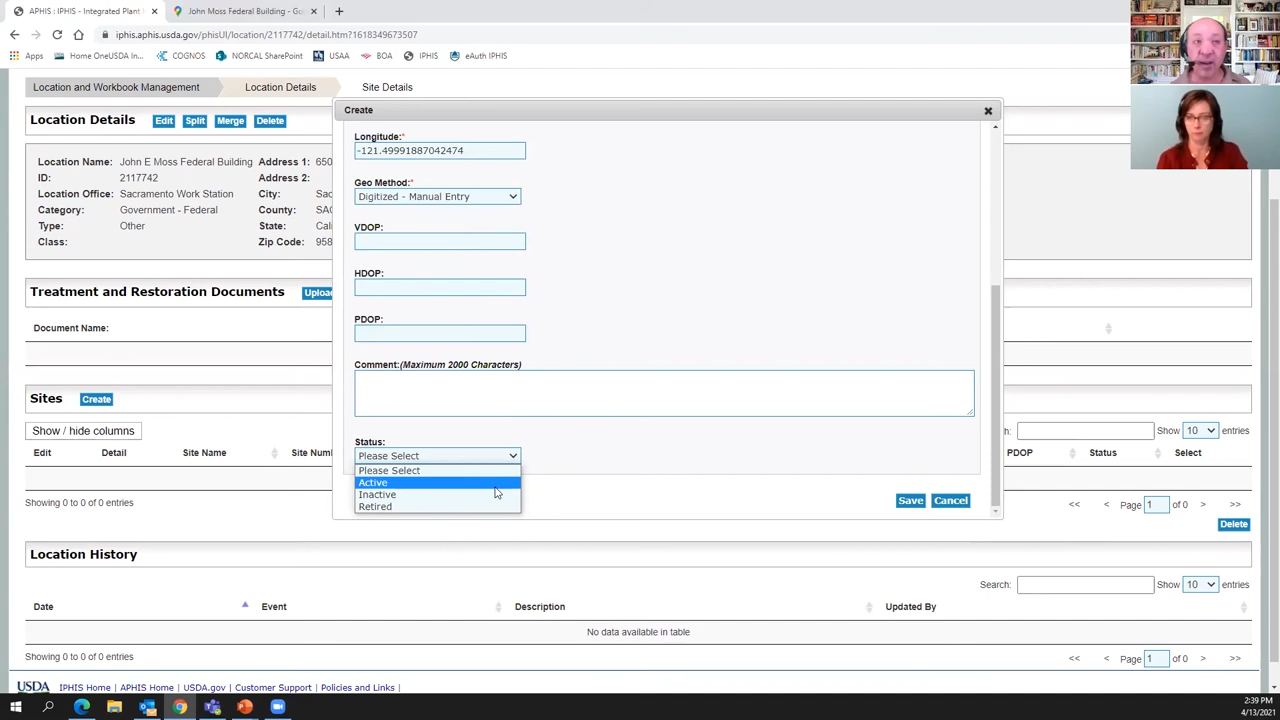 APHIS : IPHIS - Integrated Plant
John Moss Federal Building - Go
iphis.aphis.usda.gov/phisUI/location/2117742/detail.htm?1618349673507
Apps Home OneUSDA In... COGNOS NORCAL SharePoint USAA BOA IPHIS eAuth IPHIS
Location and Workbook Management Location Details Site Details
Location Details Edit Split Merge Delete
Create
Longitude:*
-121.49991887042474
Location Name: John E Moss Federal Building Address 1: 650
ID: 2117742 Address 2:
Location Office: Sacramento Work Station City: Sac
Category: Government - Federal County: SAC
Type: Other State: Cali
Class: Zip Code: 958
Geo Method:*
Digitized - Manual Entry
VDOP:
HDOP:
PDOP:
Comment:(Maximum 2000 Characters)
Status:
Please Select
Please Select
Active
Inactive
Retired
Save Cancel
Treatment and Restoration Documents Uploa
Document Name:
Sites Create
Show / hide columns
h: Show 10 entries
Edit Detail Site Name Site Num PDOP Status Select
Showing 0 to 0 of 0 entries
<< < Page 1 of 0 > >>
Delete
Location History
Search: Show 10 entries
Date Event Description Updated By
No data available in table
Showing 0 to 0 of 0 entries
<< < Page 1 of 0 > >>
USDA IPHIS Home | APHIS Home | USDA.gov | Customer Support | Policies and Links |
2:39 PM
4/13/2021